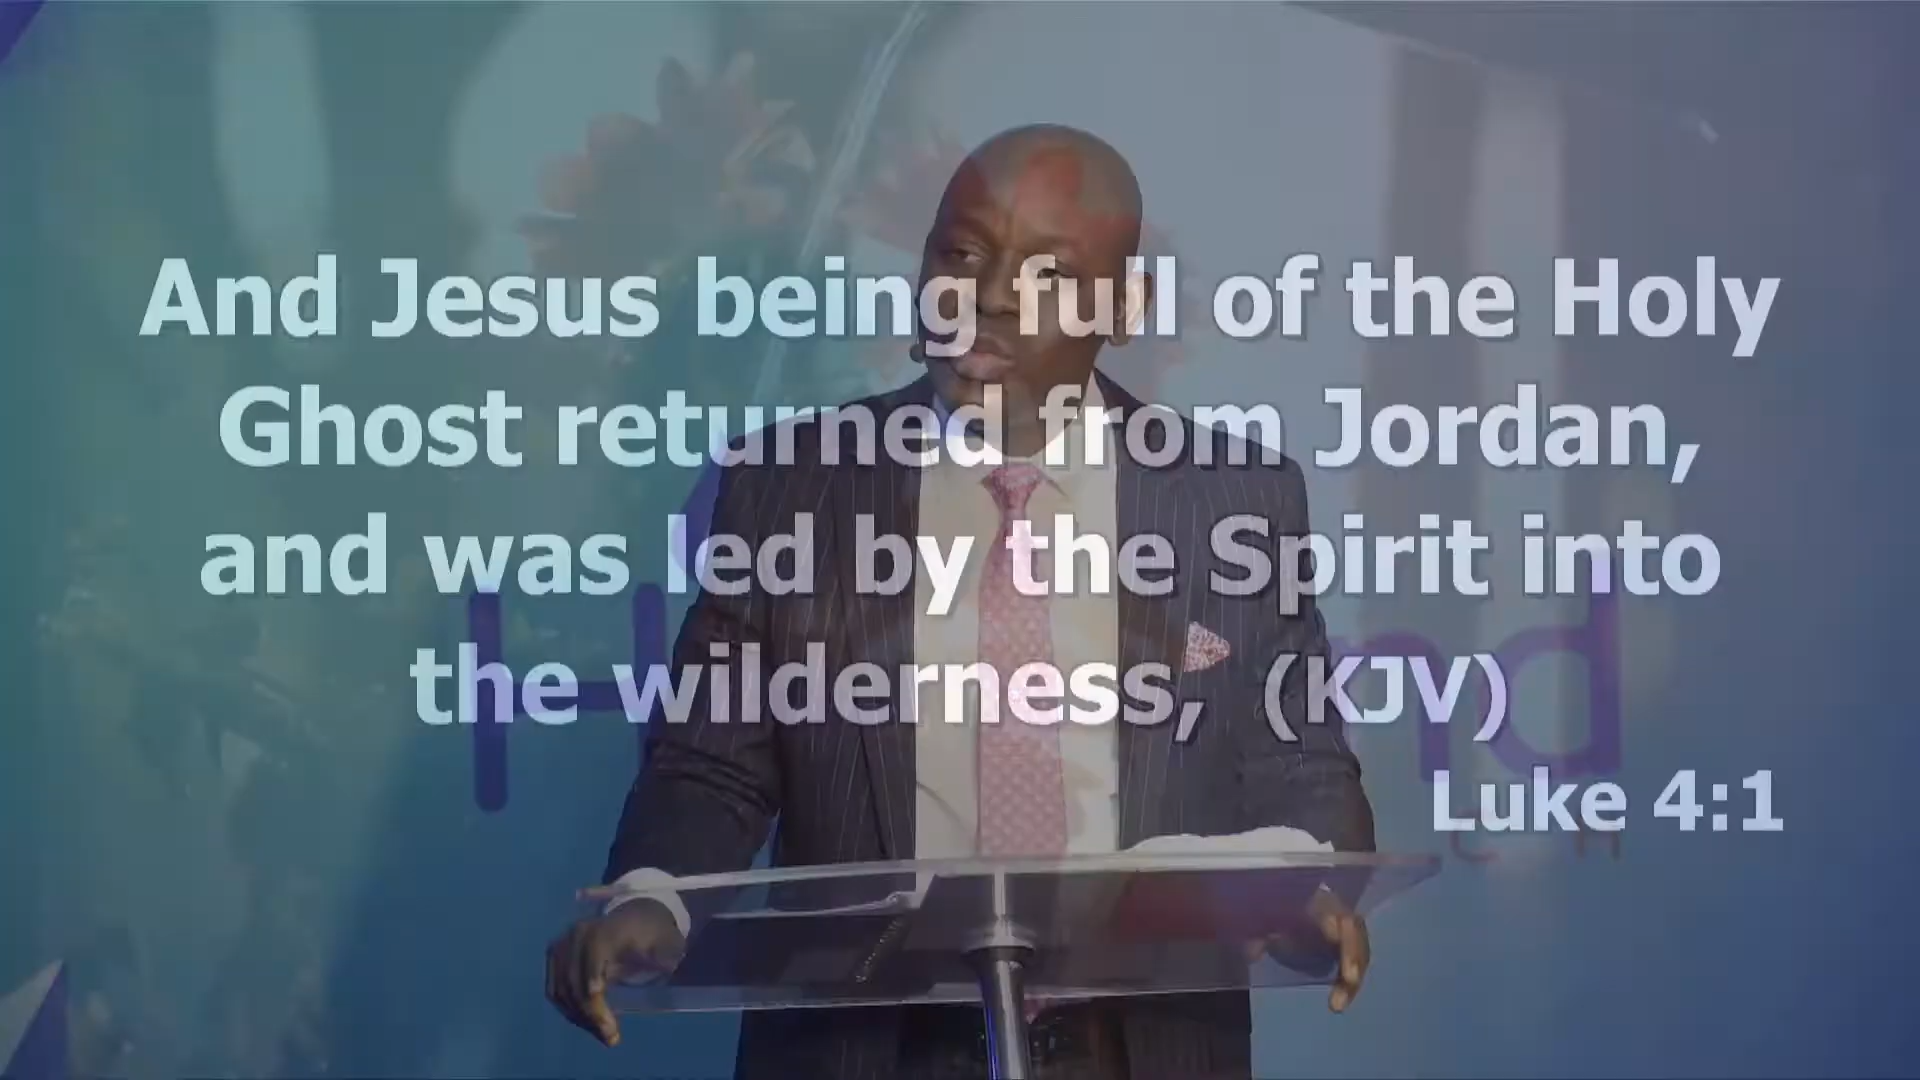 And Jesus being full of the Holy
Ghost returned from Jordan,
and was led by the Spirit into
the wilderness, (KJV)
Luke 4:1